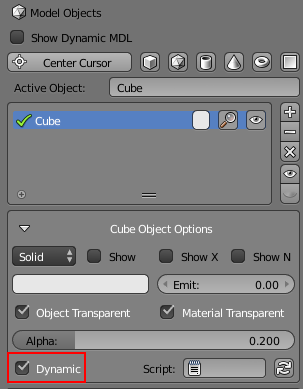 Model Objects
Show Dynamic MDL
Center Cursor
Active Object: Cube
Cube
Cube Object Options
Solid Show Show X Show N
Emit: 0.00
Object Transparent Material Transparent
Alpha: 0.200
Dynamic Script: